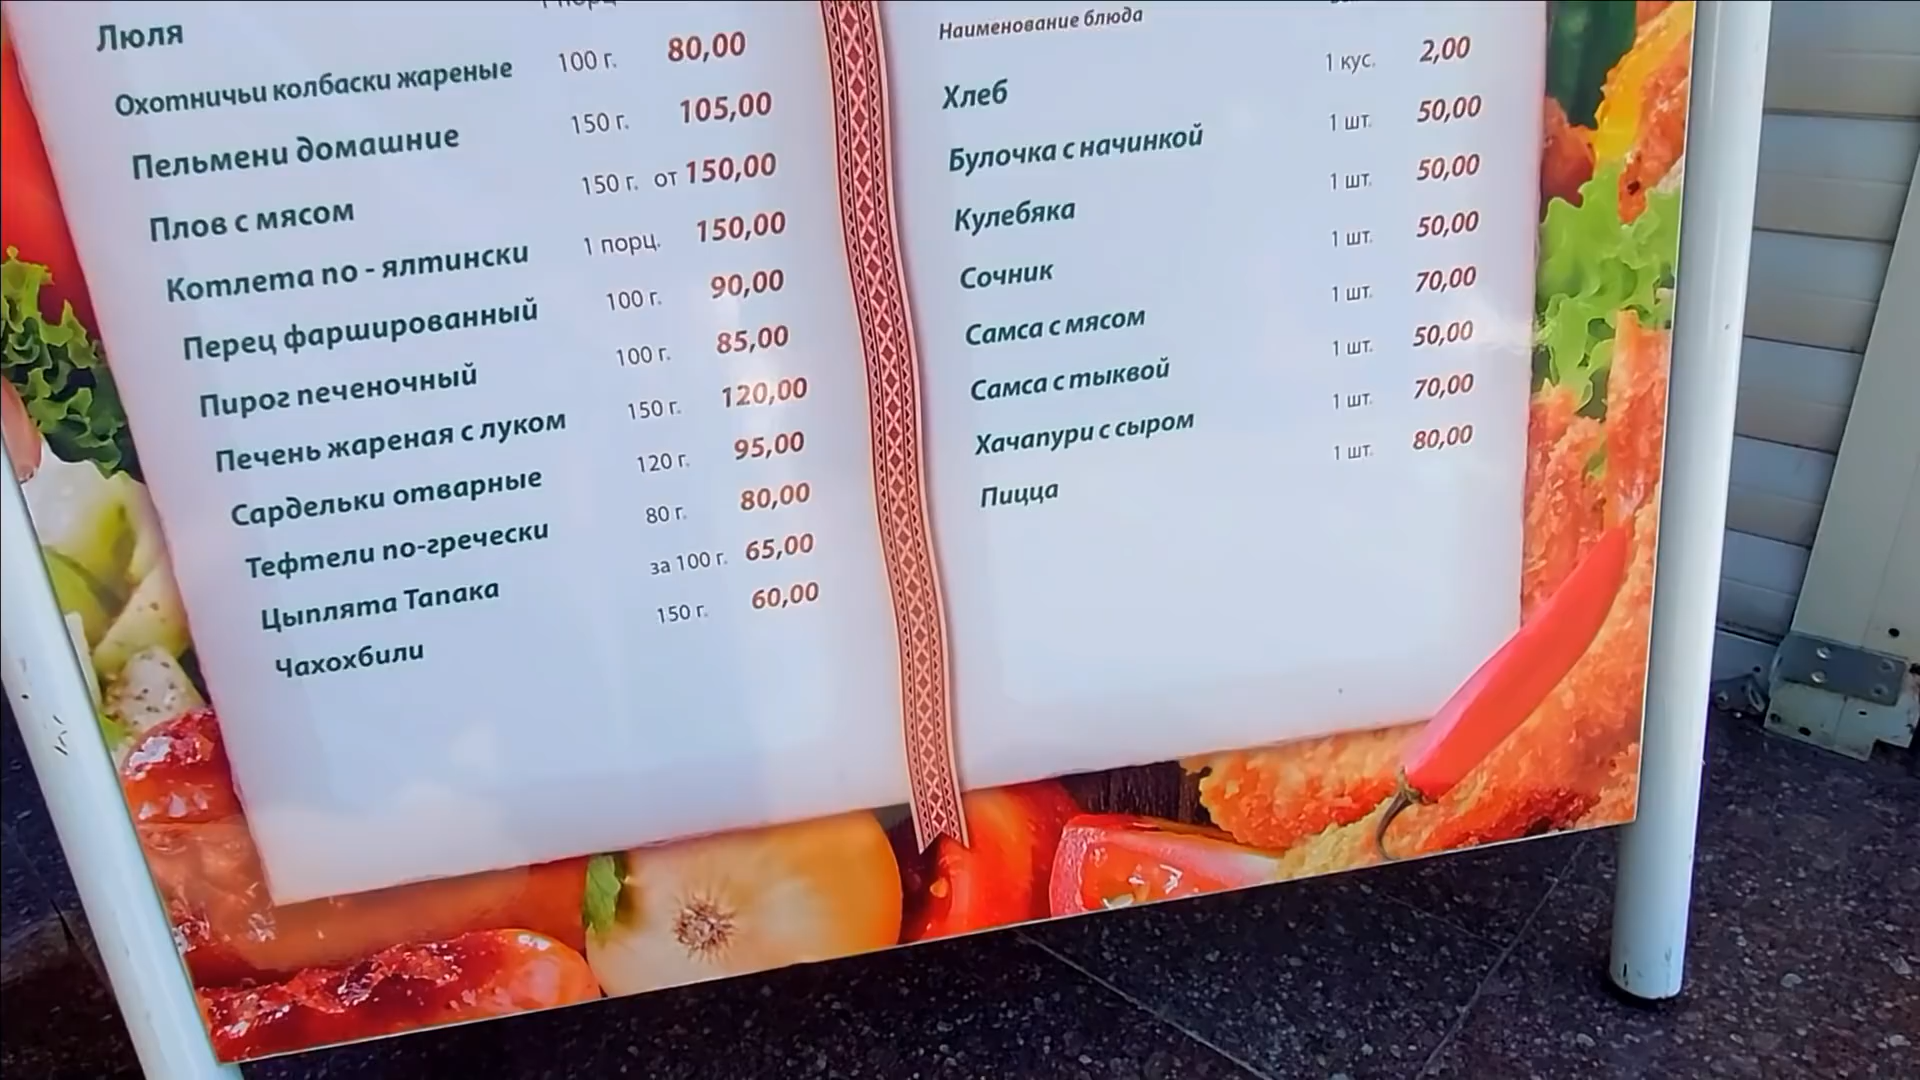 Люля 1 порц.
Охотничьи колбаски жареные 100 г. 80,00
Пельмени домашние 150 г. 105,00
Плов с мясом 150 г. от 150,00
Котлета по - ялтински 1 порц. 150,00
Перец фаршированный 100 г. 90,00
Пирог печеночный 100 г. 85,00
Печень жареная с луком 150 г. 120,00
Сардельки отварные 120 г. 95,00
Тефтели по-гречески 80 г. 80,00
Цыплята Тапака за 100 г. 65,00
Чахохбили 150 г. 60,00
Наименование блюда
Хлеб 1 кус. 2,00
Булочка с начинкой 1 шт. 50,00
Кулебяка 1 шт. 50,00
Сочник 1 шт. 50,00
Самса с мясом 1 шт. 70,00
Самса с тыквой 1 шт. 50,00
Хачапури с сыром 1 шт. 70,00
Пицца 1 шт. 80,00